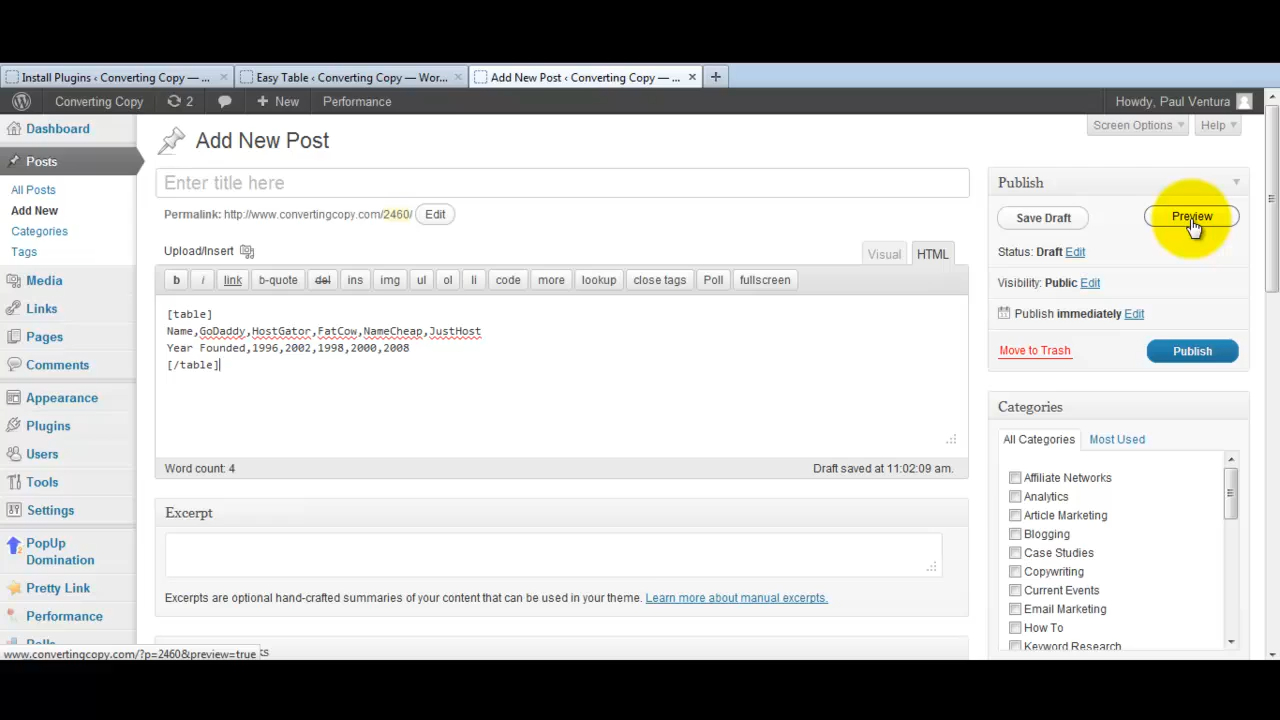 Install Plugins ‹ Converting Copy — ...
Easy Table ‹ Converting Copy — Wor...
Add New Post ‹ Converting Copy — ...
Converting Copy
2
New
Performance
Howdy, Paul Ventura
Dashboard
Posts
All Posts
Add New
Categories
Tags
Media
Links
Pages
Comments
Appearance
Plugins
Users
Tools
Settings
PopUp
Domination
Pretty Link
Performance
www.convertingcopy.com/?p=2460&preview=true
Add New Post
Screen Options
Help
Enter title here
Permalink: http://www.convertingcopy.com/2460/ Edit
Upload/Insert
Visual
HTML
b i link b-quote del ins img ul ol li code more lookup close tags Poll fullscreen
[table]
Name,GoDaddy,HostGator,FatCow,NameCheap,JustHost
Year Founded,1996,2002,1998,2000,2008
[/table]
Word count: 4
Draft saved at 11:02:09 am.
Excerpt
Excerpts are optional hand-crafted summaries of your content that can be used in your theme. Learn more about manual excerpts.
Publish
Save Draft
Preview
Status: Draft Edit
Visibility: Public Edit
Publish immediately Edit
Move to Trash
Publish
Categories
All Categories
Most Used
Affiliate Networks
Analytics
Article Marketing
Blogging
Case Studies
Copywriting
Current Events
Email Marketing
How To
Keyword Research